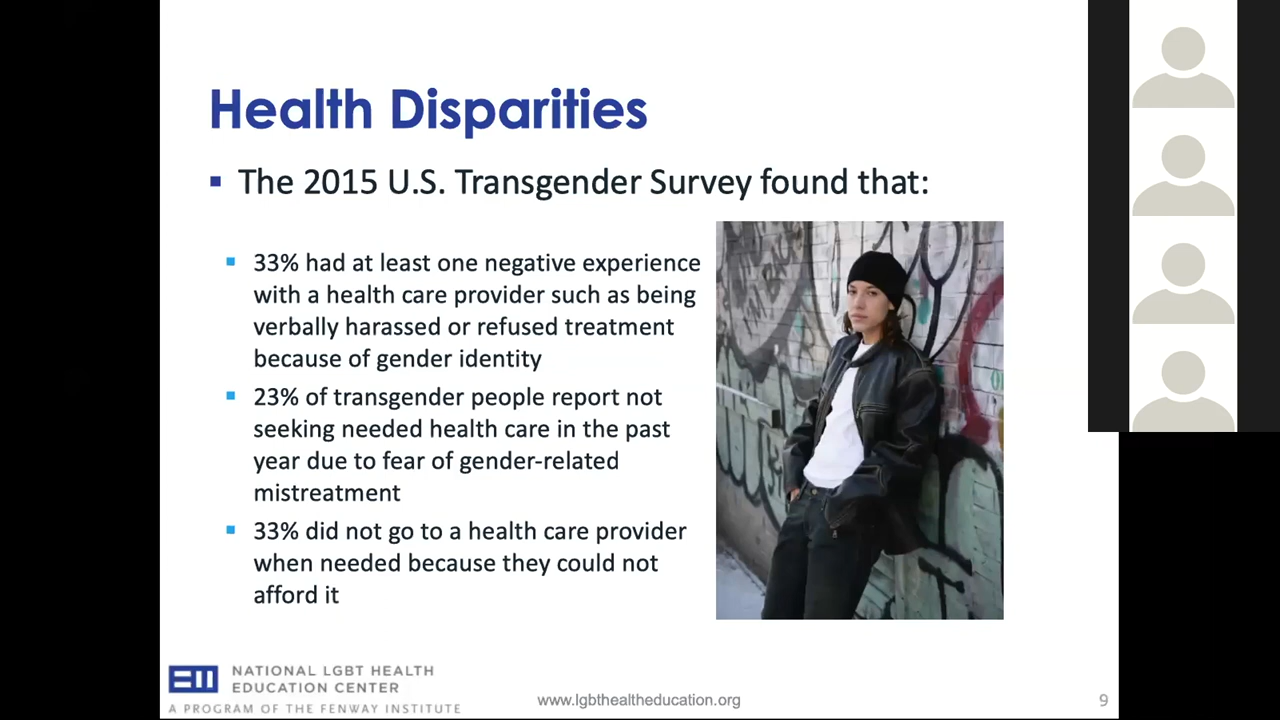 Health Disparities
▪ The 2015 U.S. Transgender Survey found that:
▪ 33% had at least one negative experience
with a health care provider such as being
verbally harassed or refused treatment
because of gender identity
▪ 23% of transgender people report not
seeking needed health care in the past
year due to fear of gender-related
mistreatment
▪ 33% did not go to a health care provider
when needed because they could not
afford it
NATIONAL LGBT HEALTH
EDUCATION CENTER
A PROGRAM OF THE FENWAY INSTITUTE
www.lgbthealtheducation.org
9